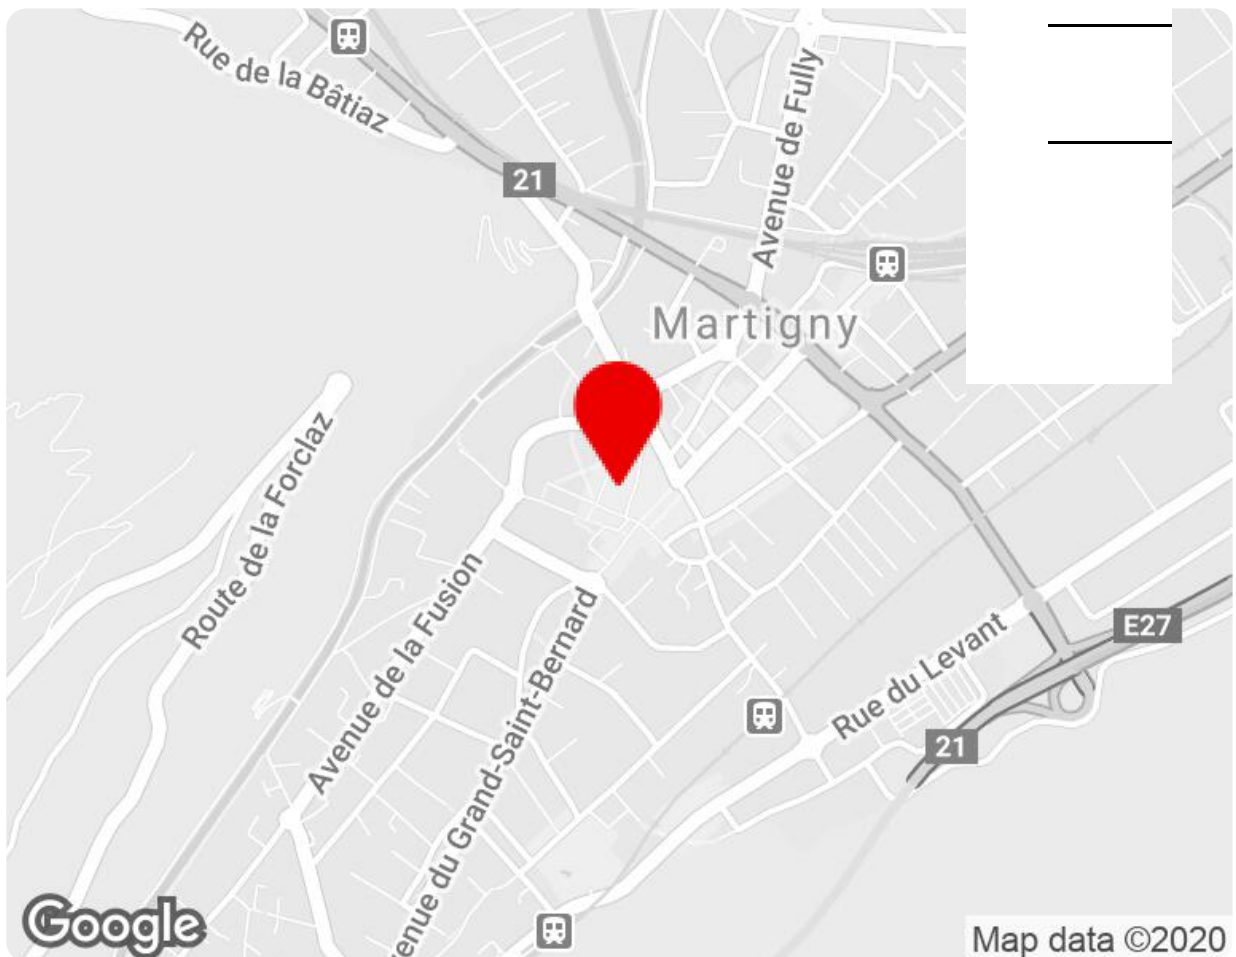 Rue de la Bâtiaz
Avenue de Fully
21
Martigny
Route de la Forclaz
Avenue de la Fusion
enue du Grand-Saint-Bernard
Rue du Levant
E27
21
Google
Map data ©2020